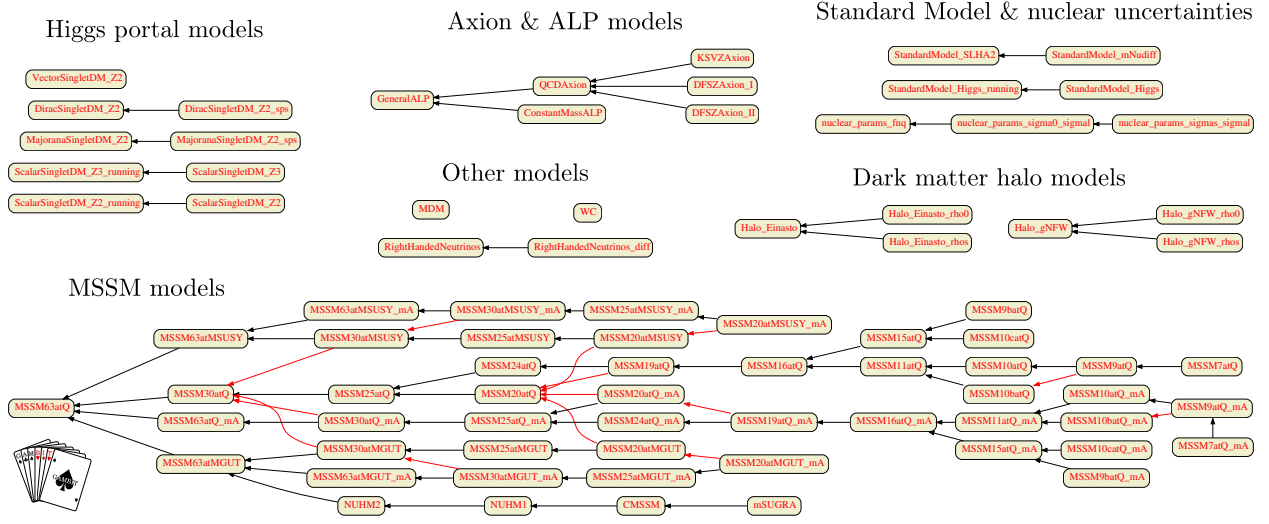 Higgs portal models
VectorSingletDM_Z2
DiracSingletDM_Z2
DiracSingletDM_Z2_sps
MajoranaSingletDM_Z2
MajoranaSingletDM_Z2_sps
ScalarSingletDM_Z3_running
ScalarSingletDM_Z3
ScalarSingletDM_Z2_running
ScalarSingletDM_Z2
Axion & ALP models
KSVZAxion
QCDAxion
DFSZAxion_I
GeneralALP
ConstantMassALP
DFSZAxion_II
Standard Model & nuclear uncertainties
StandardModel_SLHA2
StandardModel_mNudiff
StandardModel_Higgs_running
StandardModel_Higgs
nuclear_params_fnq
nuclear_params_sigma0_sigmal
nuclear_params_sigmas_sigmal
Other models
MDM
WC
RightHandedNeutrinos
RightHandedNeutrinos_diff
Dark matter halo models
Halo_Einasto
Halo_Einasto_rho0
Halo_Einasto_rhos
Halo_gNFW
Halo_gNFW_rho0
Halo_gNFW_rhos
MSSM models
MSSM63atMSUSY_mA
MSSM30atMSUSY_mA
MSSM25atMSUSY_mA
MSSM9batQ
MSSM20atMSUSY_mA
MSSM63atMSUSY
MSSM30atMSUSY
MSSM25atMSUSY
MSSM20atMSUSY
MSSM15atQ
MSSM10catQ
MSSM24atQ
MSSM19atQ
MSSM16atQ
MSSM11atQ
MSSM10atQ
MSSM9atQ
MSSM7atQ
MSSM30atQ
MSSM25atQ
MSSM20atQ
MSSM20atQ_mA
MSSM10batQ
MSSM10atQ_mA
MSSM63atQ
MSSM9atQ_mA
MSSM63atQ_mA
MSSM30atQ_mA
MSSM25atQ_mA
MSSM24atQ_mA
MSSM19atQ_mA
MSSM16atQ_mA
MSSM11atQ_mA
MSSM10batQ_mA
MSSM7atQ_mA
MSSM30atMGUT
MSSM25atMGUT
MSSM20atMGUT
MSSM15atQ_mA
MSSM10catQ_mA
MSSM63atMGUT
MSSM20atMGUT_mA
MSSM63atMGUT_mA
MSSM30atMGUT_mA
MSSM25atMGUT_mA
MSSM9batQ_mA
NUHM2
NUHM1
CMSSM
mSUGRA
GAMBIT